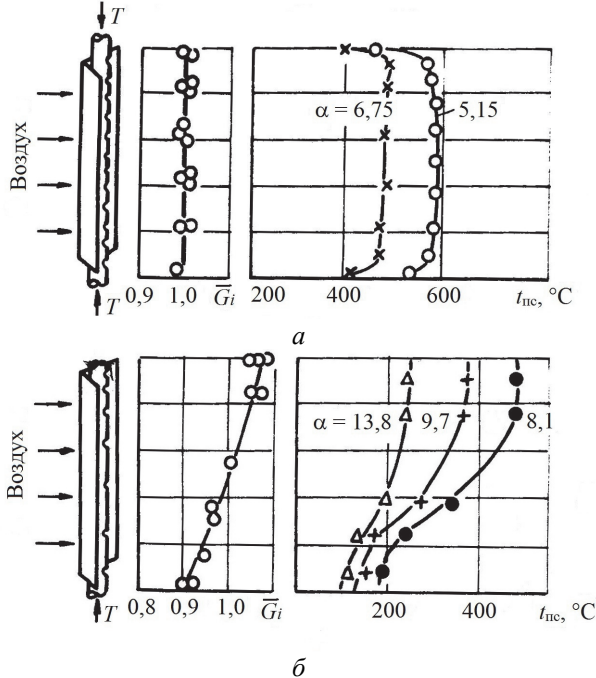 T
Воздух
α = 6,75
5,15
T
0,9
1,0
G̅i
200
400
600
tпс, °C
а
Воздух
α = 13,8
9,7
8,1
T
0,8
0,9
1,0
G̅i
200
400
tпс, °C
б